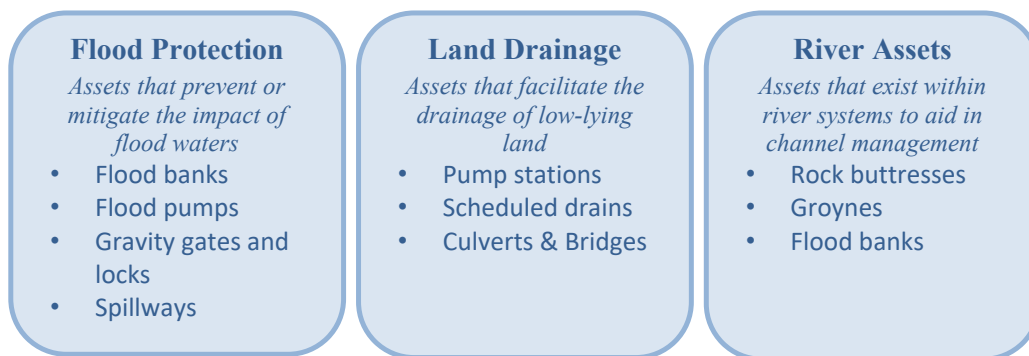 Flood Protection
Assets that prevent or
mitigate the impact of
flood waters
• Flood banks
• Flood pumps
• Gravity gates and
locks
• Spillways
Land Drainage
Assets that facilitate the
drainage of low-lying
land
• Pump stations
• Scheduled drains
• Culverts & Bridges
River Assets
Assets that exist within
river systems to aid in
channel management
• Rock buttresses
• Groynes
• Flood banks